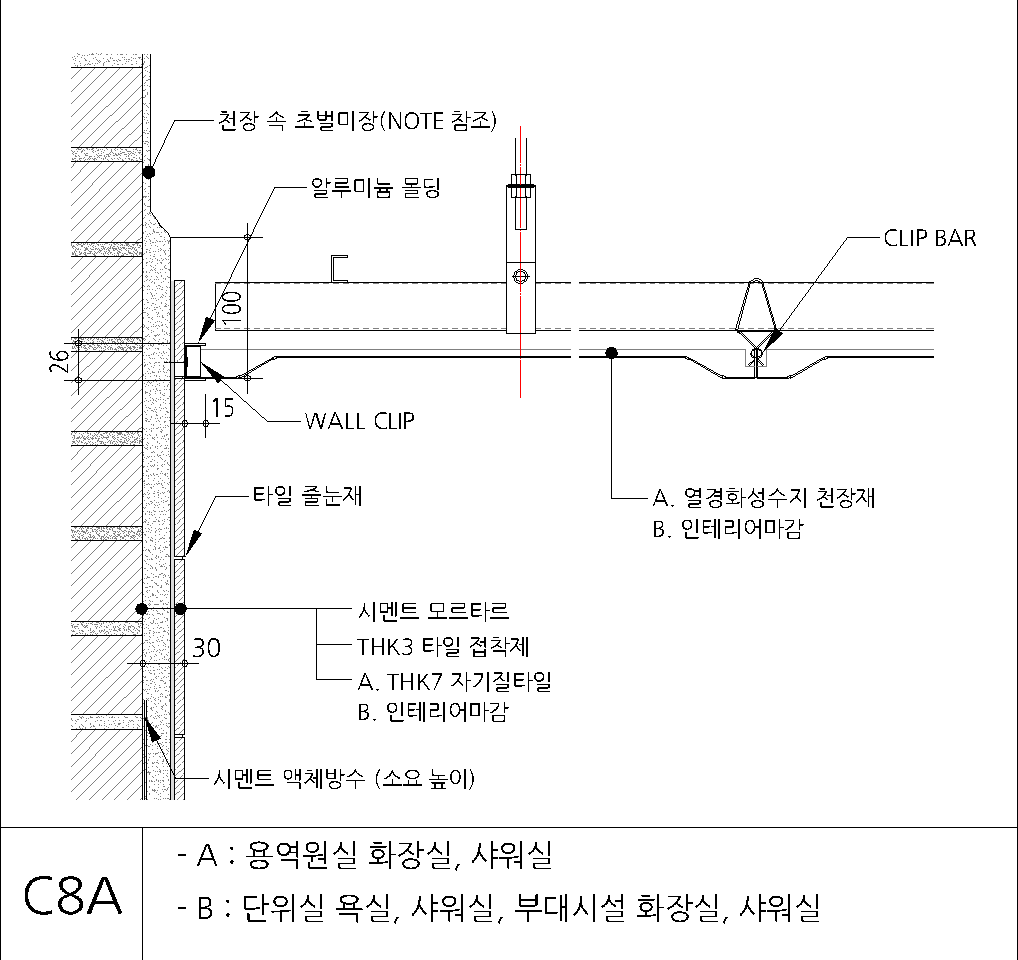 천장 속 초벌미장(NOTE 참조)
알루미늄 몰딩
CLIP BAR
100
26
15
WALL CLIP
타일 줄눈재
A. 열경화성수지 천장재
B. 인테리어마감
시멘트 모르타르
THK3 타일 접착제
A. THK7 자기질타일
B. 인테리어마감
30
시멘트 액체방수 (소요 높이)
C8A
- A : 용역원실 화장실, 샤워실
- B : 단위실 욕실, 샤워실, 부대시설 화장실, 샤워실